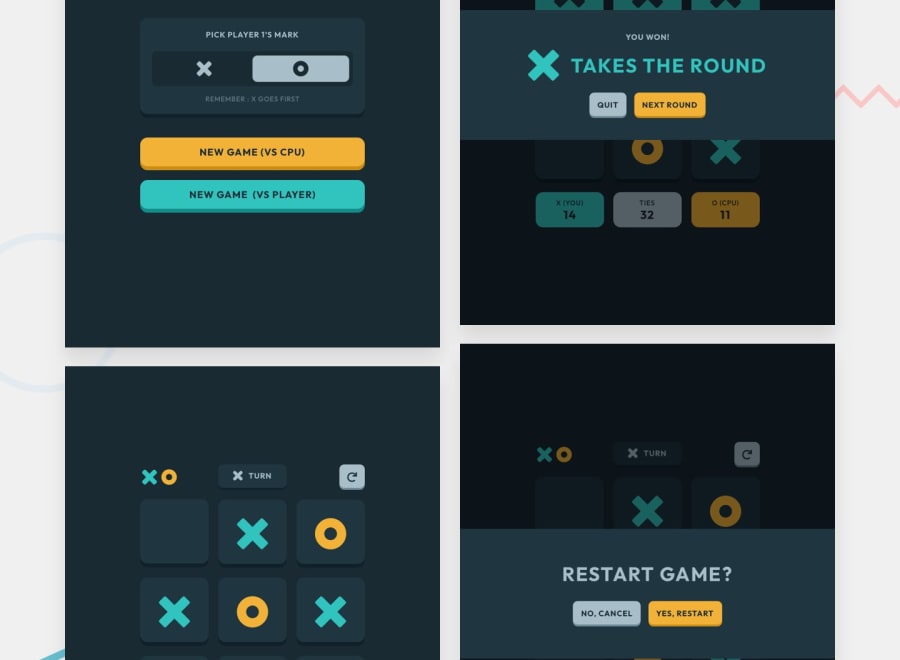 PICK PLAYER 1'S MARK
REMEMBER : X GOES FIRST
NEW GAME (VS CPU)
NEW GAME (VS PLAYER)
YOU WON!
TAKES THE ROUND
QUIT
NEXT ROUND
X (YOU)
14
TIES
32
O (CPU)
11
TURN
TURN
RESTART GAME?
NO, CANCEL
YES, RESTART